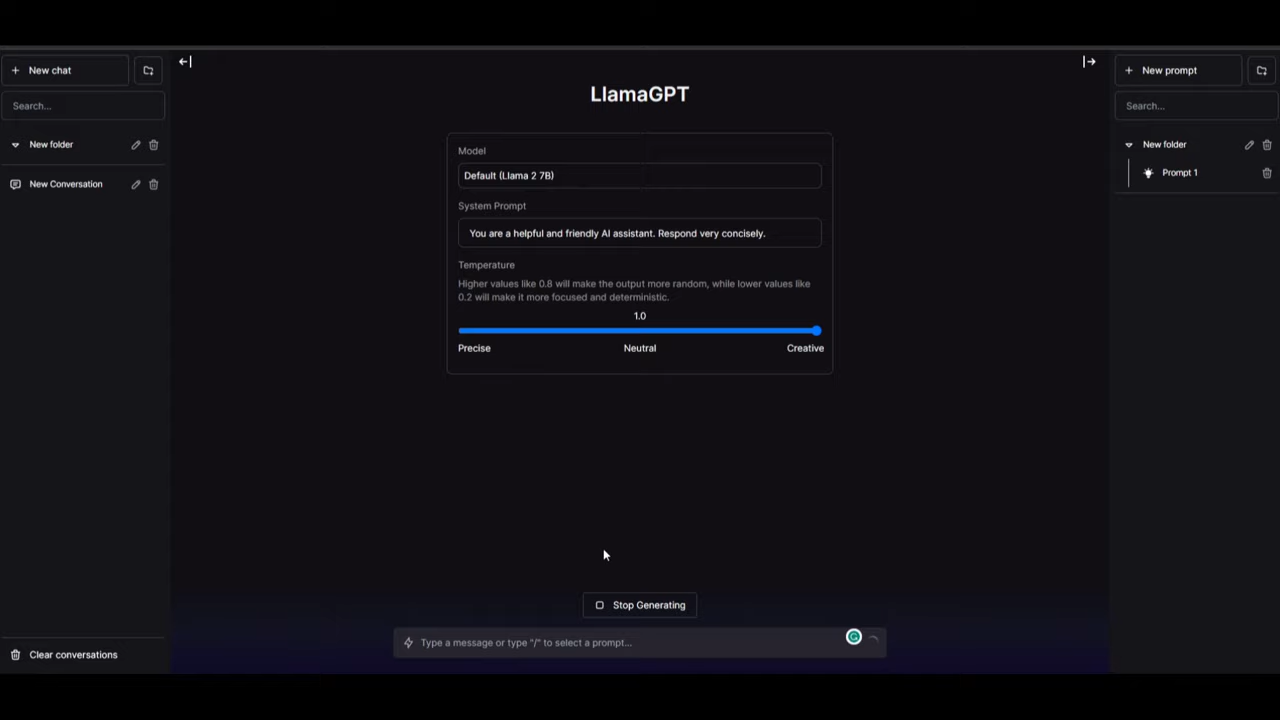 New chat
Search...
New folder
New Conversation
Clear conversations
LlamaGPT
Model
Default (Llama 2 7B)
System Prompt
You are a helpful and friendly AI assistant. Respond very concisely.
Temperature
Higher values like 0.8 will make the output more random, while lower values like
0.2 will make it more focused and deterministic.
1.0
Precise Neutral Creative
Stop Generating
Type a message or type "/" to select a prompt...
New prompt
Search...
New folder
Prompt 1